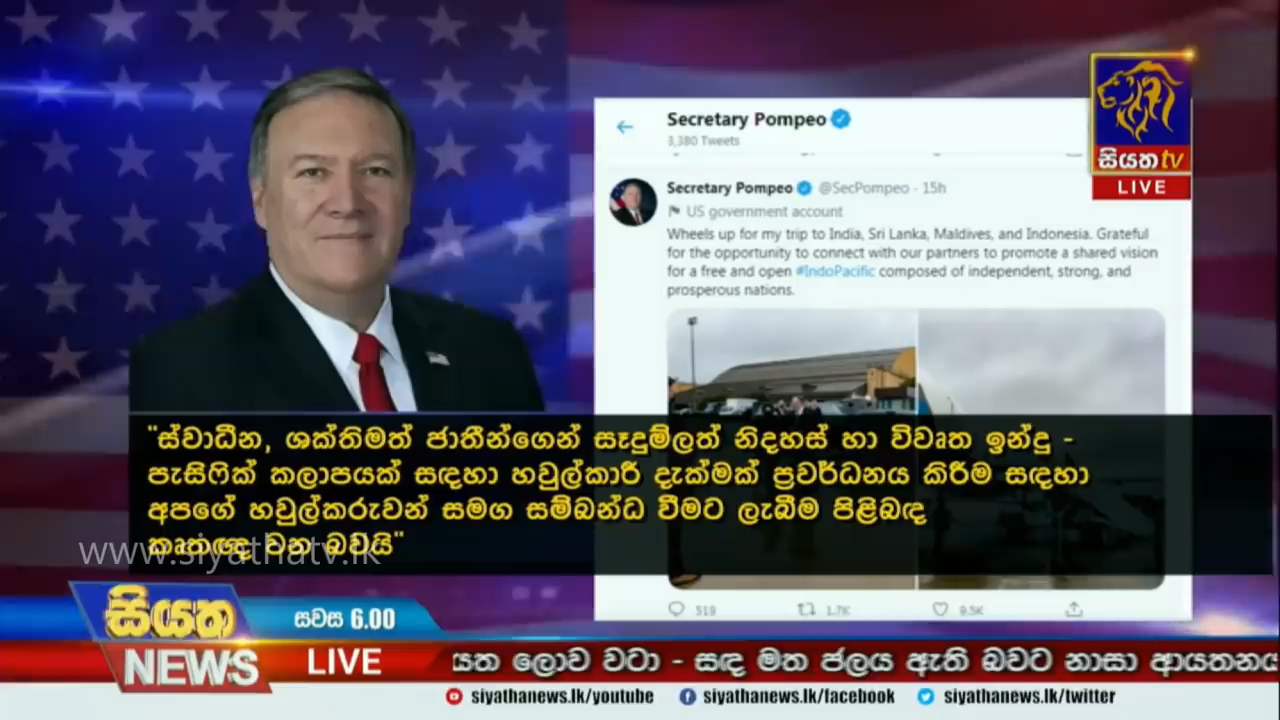 Secretary Pompeo
3,380 Tweets
Secretary Pompeo @SecPompeo · 15h
US government account
Wheels up for my trip to India, Sri Lanka, Maldives, and Indonesia. Grateful
for the opportunity to connect with our partners to promote a shared vision
for a free and open #IndoPacific composed of independent, strong, and
prosperous nations.
සියත tv
LIVE
"ස්වාධීන, ශක්තිමත් ජාතීන්ගෙන් සැදුම්ලත් නිදහස් හා විවෘත ඉන්දු -
පැසිෆික් කලාපයක් සඳහා හවුල්කාරී දැක්මක් ප්‍රවර්ධනය කිරීම සඳහා
අපගේ හවුල්කරුවන් සමග සම්බන්ධ වීමට ලැබීම පිළිබඳ
කෘතඥ වන බවයි"
www.siyathatv.lk
519 1.7K 9.5K
සියත
NEWS
සවස 6.00
LIVE
යත ලොව වටා - සඳ මත ජලය ඇති බවට නාසා ආයතනය
siyathanews.lk/youtube siyathanews.lk/facebook siyathanews.lk/twitter